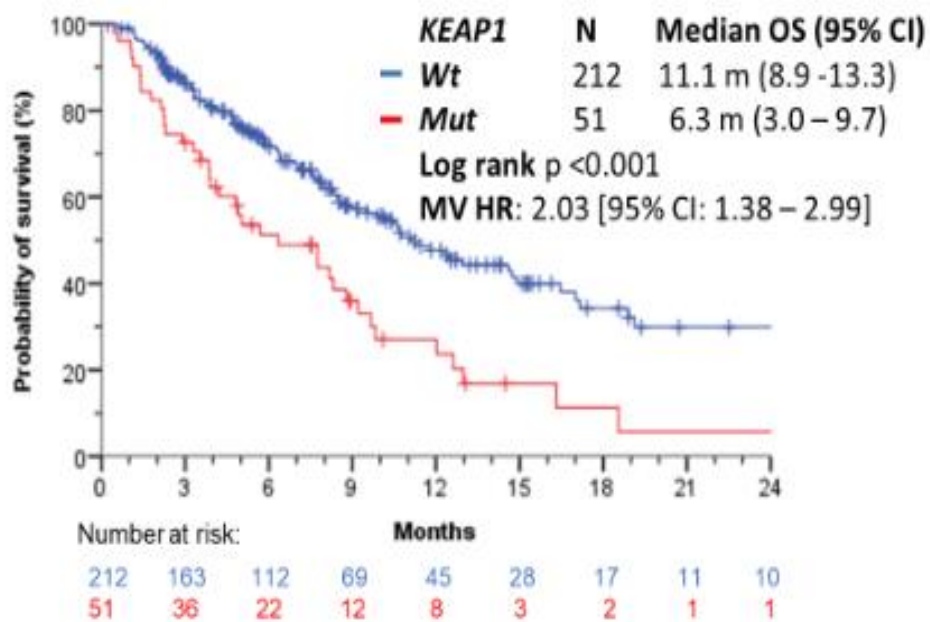 KEAP1 N Median OS (95% CI)
Wt 212 11.1 m (8.9 -13.3)
Mut 51 6.3 m (3.0 – 9.7)
Log rank p <0.001
MV HR: 2.03 [95% CI: 1.38 – 2.99]
Probability of survival (%)
100
80
60
40
20
0
0 3 6 9 12 15 18 21 24
Number at risk: Months
212 163 112 69 45 28 17 11 10
51 36 22 12 8 3 2 1 1